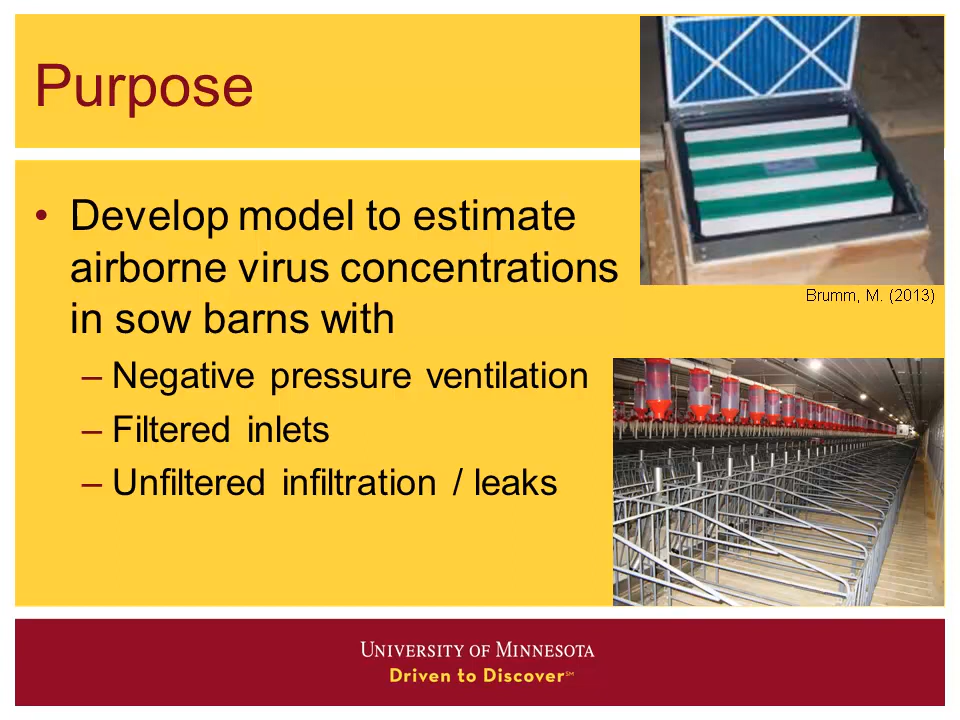 Purpose
• Develop model to estimate
airborne virus concentrations
in sow barns with
– Negative pressure ventilation
– Filtered inlets
– Unfiltered infiltration / leaks
Brumm, M. (2013)
UNIVERSITY OF MINNESOTA
Driven to Discover℠